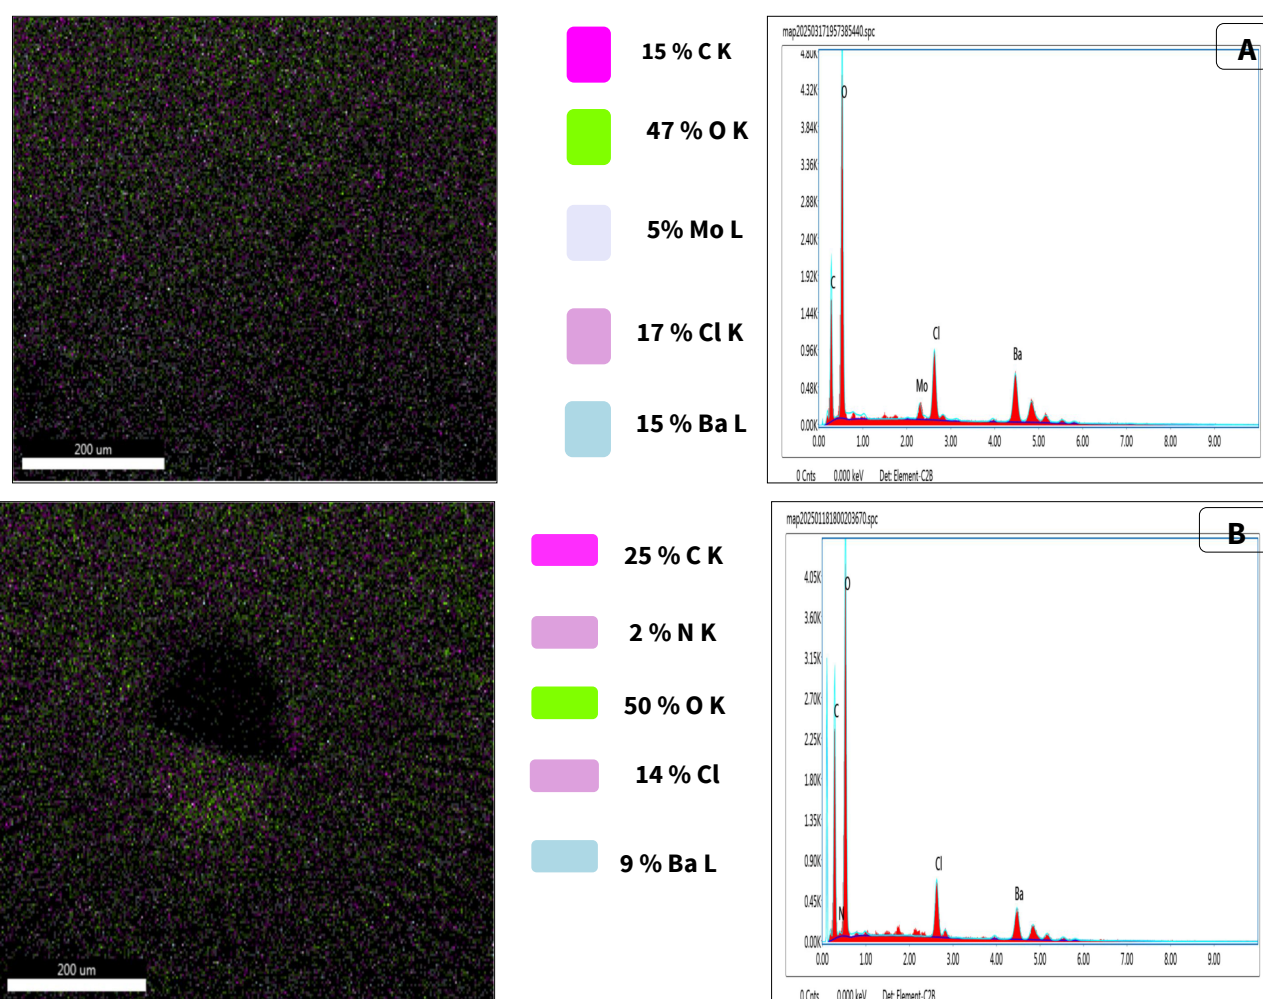 200 um
15 % C K
47 % O K
5% Mo L
17 % Cl K
15 % Ba L
map202503171957385440.spc
A
4.80K
4.32K
3.84K
3.36K
2.88K
2.40K
1.92K
1.44K
0.96K
0.48K
0.00K
O
C
Mo
Cl
Ba
0.00 1.00 2.00 3.00 4.00 5.00 6.00 7.00 8.00 9.00
0 Cnts 0.000 keV Det: Element-C2B
200 um
25 % C K
2 % N K
50 % O K
14 % Cl
9 % Ba L
map202501181800203670.spc
B
4.05K
3.60K
3.15K
2.70K
2.25K
1.80K
1.35K
0.90K
0.45K
0.00K
O
C
N
Cl
Ba
0.00 1.00 2.00 3.00 4.00 5.00 6.00 7.00 8.00 9.00
0 Cnts 0.000 keV Det: Element-C2B